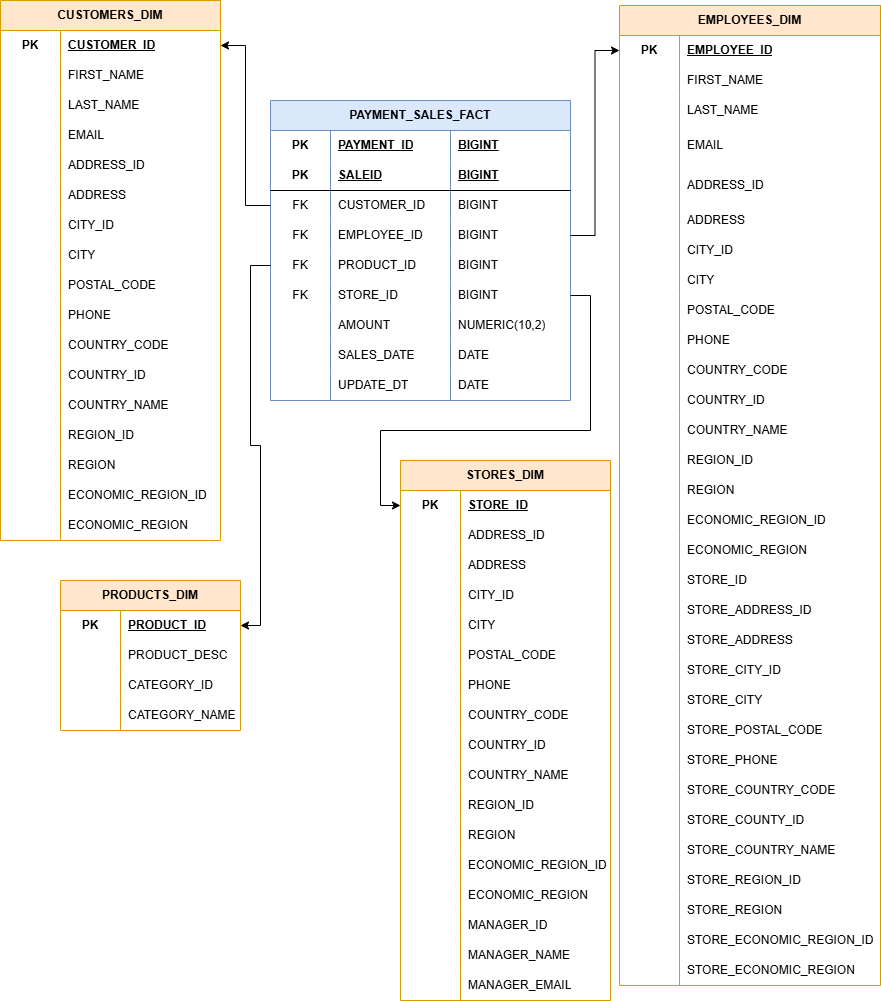 CUSTOMERS_DIM
PK CUSTOMER_ID
FIRST_NAME
LAST_NAME
EMAIL
ADDRESS_ID
ADDRESS
CITY_ID
CITY
POSTAL_CODE
PHONE
COUNTRY_CODE
COUNTRY_ID
COUNTRY_NAME
REGION_ID
REGION
ECONOMIC_REGION_ID
ECONOMIC_REGION
PAYMENT_SALES_FACT
PK PAYMENT_ID BIGINT
PK SALEID BIGINT
FK CUSTOMER_ID BIGINT
FK EMPLOYEE_ID BIGINT
FK PRODUCT_ID BIGINT
FK STORE_ID BIGINT
AMOUNT NUMERIC(10,2)
SALES_DATE DATE
UPDATE_DT DATE
EMPLOYEES_DIM
PK EMPLOYEE_ID
FIRST_NAME
LAST_NAME
EMAIL
ADDRESS_ID
ADDRESS
CITY_ID
CITY
POSTAL_CODE
PHONE
COUNTRY_CODE
COUNTRY_ID
COUNTRY_NAME
REGION_ID
REGION
ECONOMIC_REGION_ID
ECONOMIC_REGION
STORE_ID
STORE_ADDRESS_ID
STORE_ADDRESS
STORE_CITY_ID
STORE_CITY
STORE_POSTAL_CODE
STORE_PHONE
STORE_COUNTRY_CODE
STORE_COUNTY_ID
STORE_COUNTRY_NAME
STORE_REGION_ID
STORE_REGION
STORE_ECONOMIC_REGION_ID
STORE_ECONOMIC_REGION
PRODUCTS_DIM
PK PRODUCT_ID
PRODUCT_DESC
CATEGORY_ID
CATEGORY_NAME
STORES_DIM
PK STORE_ID
ADDRESS_ID
ADDRESS
CITY_ID
CITY
POSTAL_CODE
PHONE
COUNTRY_CODE
COUNTRY_ID
COUNTRY_NAME
REGION_ID
REGION
ECONOMIC_REGION_ID
ECONOMIC_REGION
MANAGER_ID
MANAGER_NAME
MANAGER_EMAIL